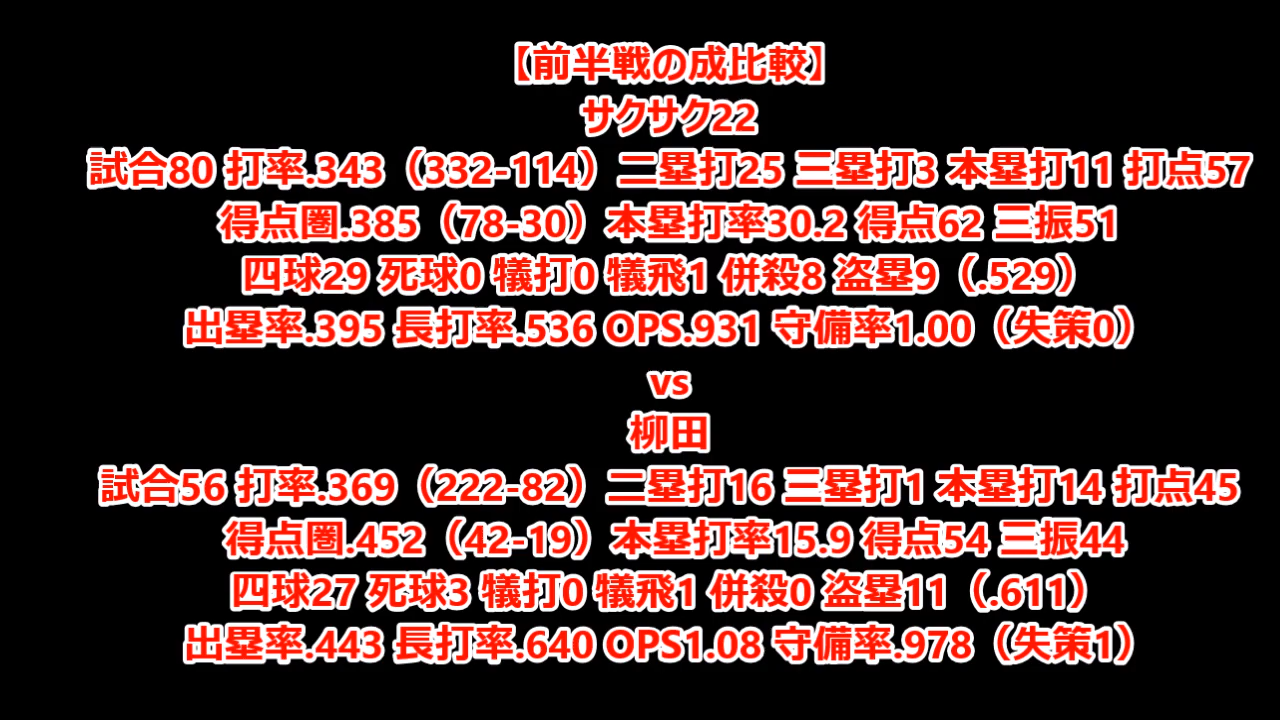 【前半戦の成比較】
サクサク22
試合80 打率.343（332-114）二塁打25 三塁打3 本塁打11 打点57
得点圏.385（78-30）本塁打率30.2 得点62 三振51
四球29 死球0 犠打0 犠飛1 併殺8 盗塁9（.529）
出塁率.395 長打率.536 OPS.931 守備率1.00（失策0）
vs
柳田
試合56 打率.369（222-82）二塁打16 三塁打1 本塁打14 打点45
得点圏.452（42-19）本塁打率15.9 得点54 三振44
四球27 死球3 犠打0 犠飛1 併殺0 盗塁11（.611）
出塁率.443 長打率.640 OPS1.08 守備率.978（失策1）